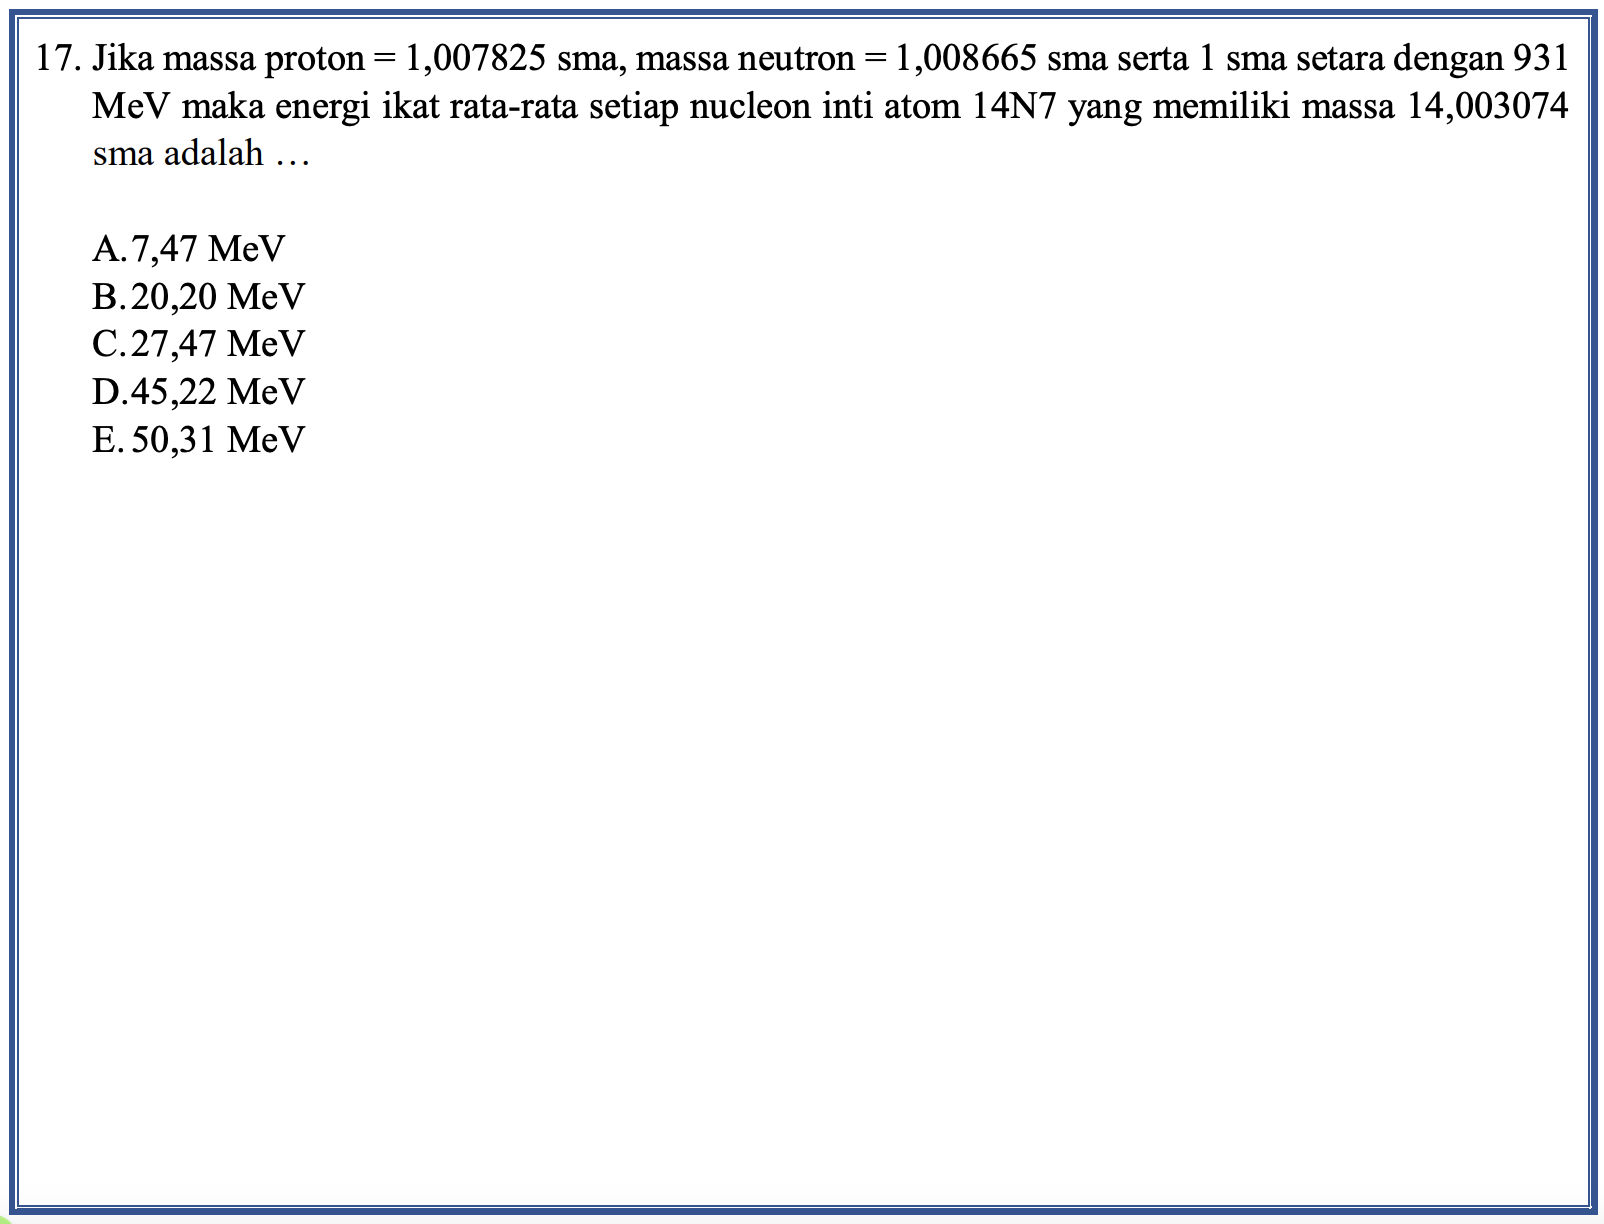 17. Jika massa proton = 1,007825 sma, massa neutron = 1,008665 sma serta 1 sma setara dengan 931
MeV maka energi ikat rata-rata setiap nucleon inti atom 14N7 yang memiliki massa 14,003074
sma adalah …
A.7,47 MeV
B.20,20 MeV
C.27,47 MeV
D.45,22 MeV
E. 50,31 MeV